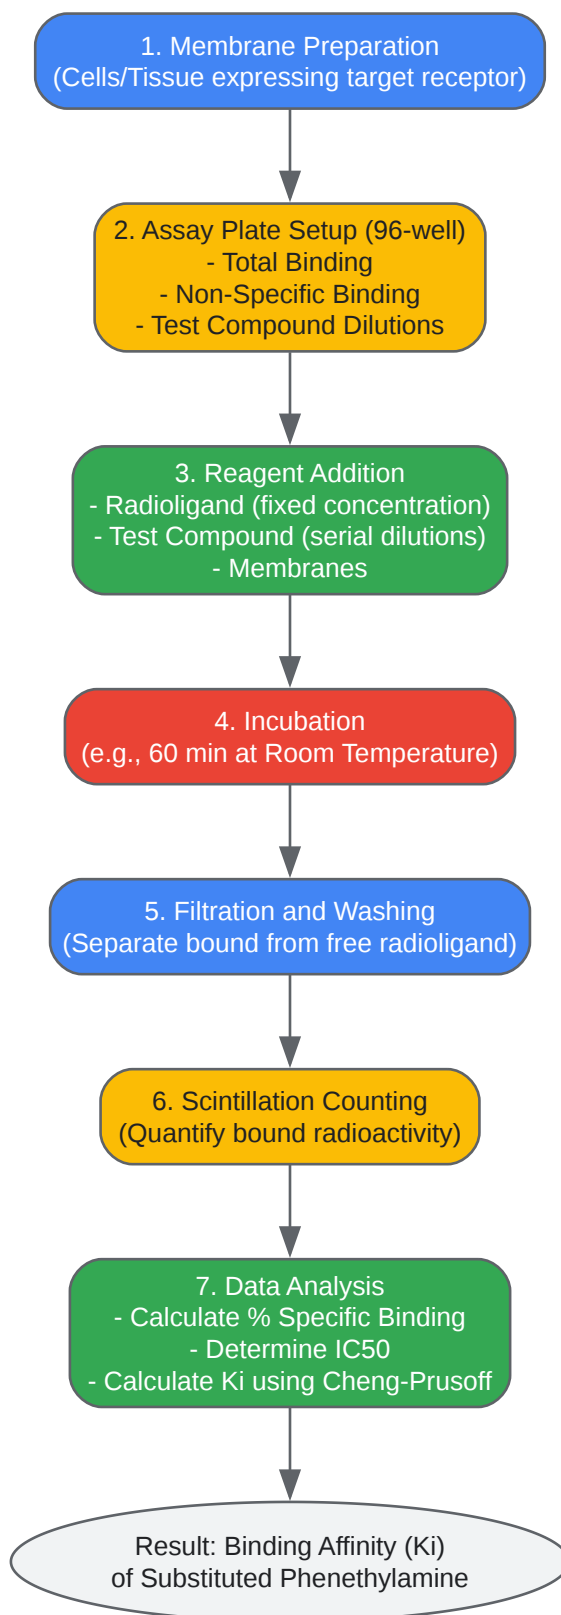 1. Membrane Preparation
(Cells/Tissue expressing target receptor)
2. Assay Plate Setup (96-well)
- Total Binding
- Non-Specific Binding
- Test Compound Dilutions
3. Reagent Addition
- Radioligand (fixed concentration)
- Test Compound (serial dilutions)
- Membranes
4. Incubation
(e.g., 60 min at Room Temperature)
5. Filtration and Washing
(Separate bound from free radioligand)
6. Scintillation Counting
(Quantify bound radioactivity)
7. Data Analysis
- Calculate % Specific Binding
- Determine IC50
- Calculate Ki using Cheng-Prusoff
Result: Binding Affinity (Ki)
of Substituted Phenethylamine